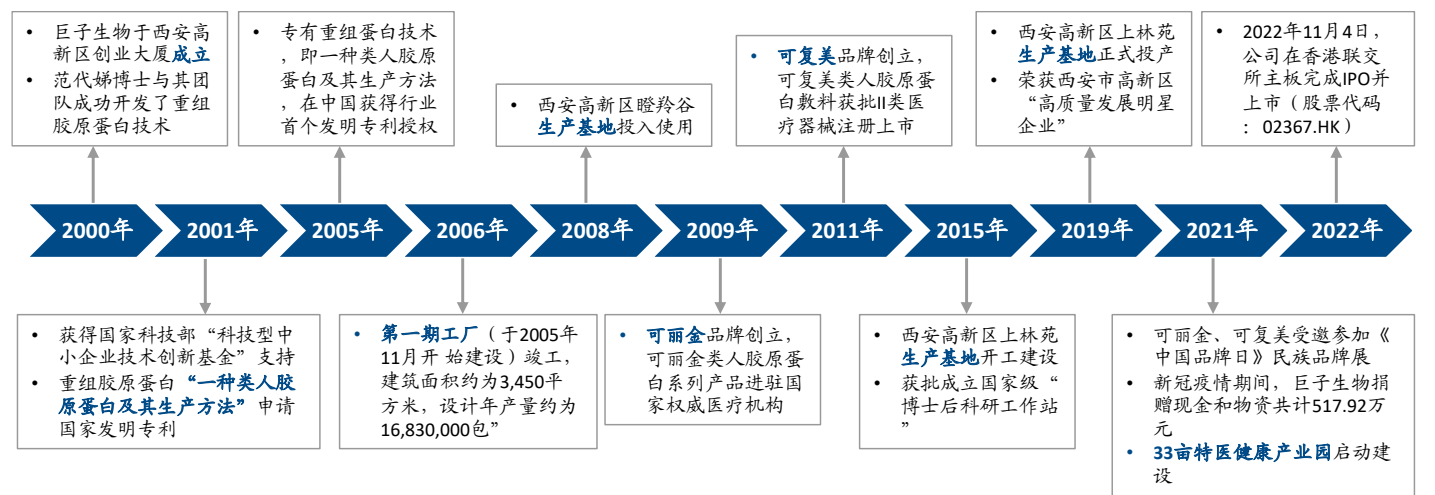 • 巨子生物于西安高
新区创业大厦成立
• 范代娣博士与其团
队成功开发了重组
胶原蛋白技术
• 专有重组蛋白技术
，即一种类人胶原
蛋白及其生产方法
，在中国获得行业
首个发明专利授权
• 西安高新区瞪羚谷
生产基地投入使用
• 可复美品牌创立，
可复美类人胶原蛋
白敷料获批II类医
疗器械注册上市
• 西安高新区上林苑
生产基地正式投产
• 荣获西安市高新区
“高质量发展明星
企业”
• 2022年11月4日，
公司在香港联交
所主板完成IPO并
上市（股票代码
：02367.HK）
2000年
2001年
2005年
2006年
2008年
2009年
2011年
2015年
2019年
2021年
2022年
• 获得国家科技部“科技型中
小企业技术创新基金”支持
• 重组胶原蛋白“一种类人胶
原蛋白及其生产方法”申请
国家发明专利
• 第一期工厂（于2005年
11月开 始建设）竣工，
建筑面积约为3,450平
方米，设计年产量约为
16,830,000包”
• 可丽金品牌创立，
可丽金类人胶原蛋
白系列产品进驻国
家权威医疗机构
• 西安高新区上林苑
生产基地开工建设
• 获批成立国家级“
博士后科研工作站
”
• 可丽金、可复美受邀参加《
中国品牌日》民族品牌展
• 新冠疫情期间，巨子生物捐
赠现金和物资共计517.92万
元
• 33亩特医健康产业园启动建
设